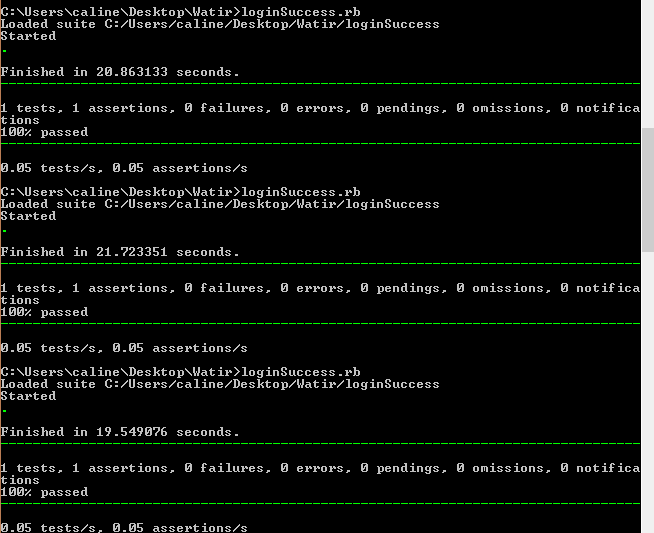 C:\Users\caline\Desktop\Watir>loginSuccess.rb
Loaded suite C:/Users/caline/Desktop/Watir/loginSuccess
Started
.
Finished in 20.863133 seconds.
1 tests, 1 assertions, 0 failures, 0 errors, 0 pendings, 0 omissions, 0 notifica
tions
100% passed
0.05 tests/s, 0.05 assertions/s
C:\Users\caline\Desktop\Watir>loginSuccess.rb
Loaded suite C:/Users/caline/Desktop/Watir/loginSuccess
Started
.
Finished in 21.723351 seconds.
1 tests, 1 assertions, 0 failures, 0 errors, 0 pendings, 0 omissions, 0 notifica
tions
100% passed
0.05 tests/s, 0.05 assertions/s
C:\Users\caline\Desktop\Watir>loginSuccess.rb
Loaded suite C:/Users/caline/Desktop/Watir/loginSuccess
Started
.
Finished in 19.549076 seconds.
1 tests, 1 assertions, 0 failures, 0 errors, 0 pendings, 0 omissions, 0 notifica
tions
100% passed
0.05 tests/s, 0.05 assertions/s